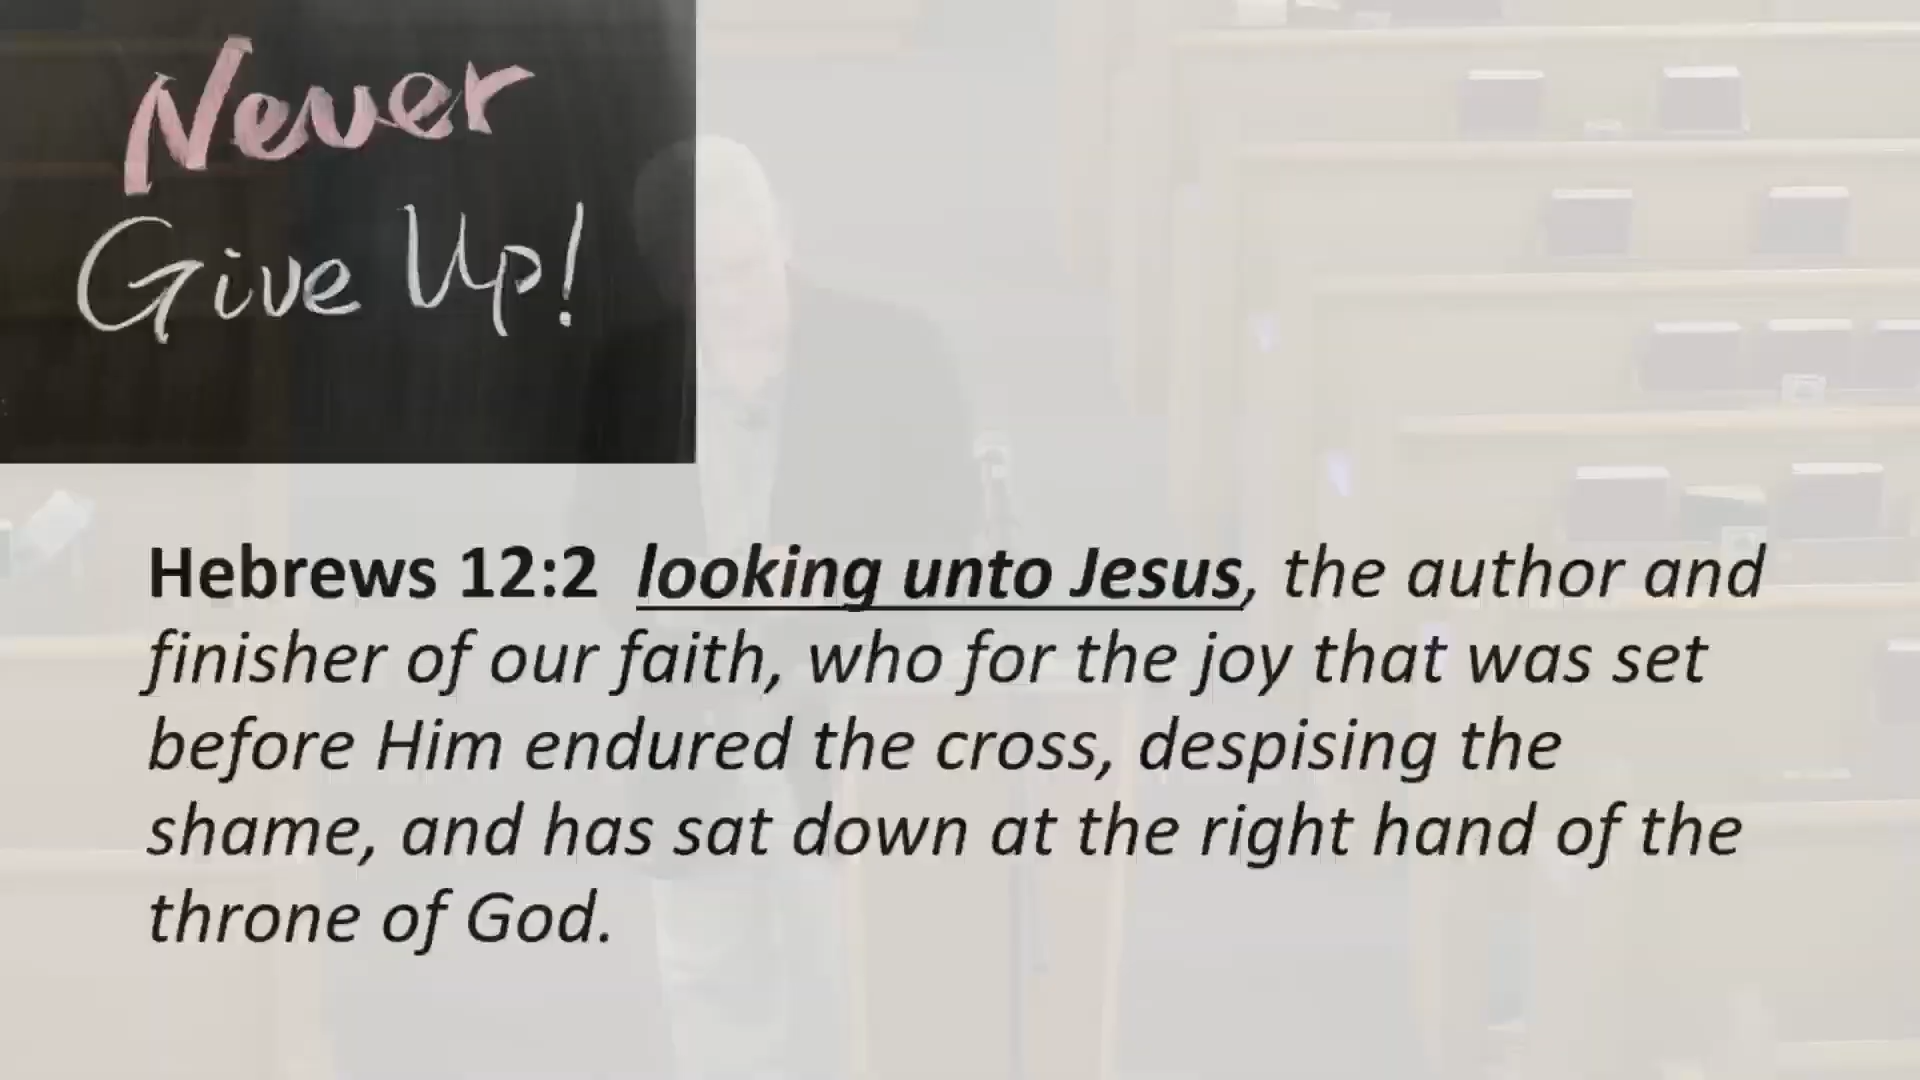 Never
Give Up!
Hebrews 12:2 looking unto Jesus, the author and
finisher of our faith, who for the joy that was set
before Him endured the cross, despising the
shame, and has sat down at the right hand of the
throne of God.